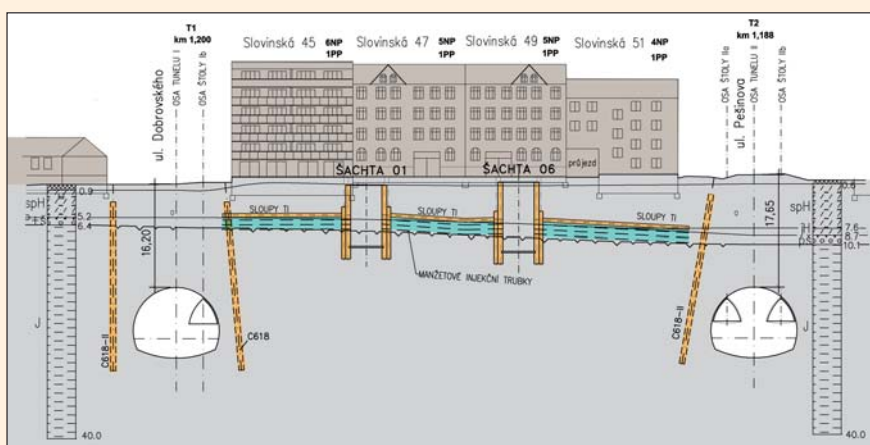 T1
km 1,200
T2
km 1,188
Slovinská 45 6NP 1PP
Slovinská 47 5NP 1PP
Slovinská 49 5NP 1PP
Slovinská 51 4NP 1PP
ul. Dobrovského
OSA TUNELU I
OSA ŠTOLY Ib
ul. Pešinova
OSA ŠTOLY IIa
OSA TUNELU II
OSA ŠTOLY IIb
ŠACHTA 01
ŠACHTA 06
průjezd
0.9
spH
5.2
6.4
J
40.0
16,20
SLOUPY TI
SLOUPY TI
SLOUPY TI
MANŽETOVÉ INJEKČNÍ TRUBKY
C618-II
C618
C618-II
17,65
0.6
spH
7.6
8.7
10.1
J
40.0